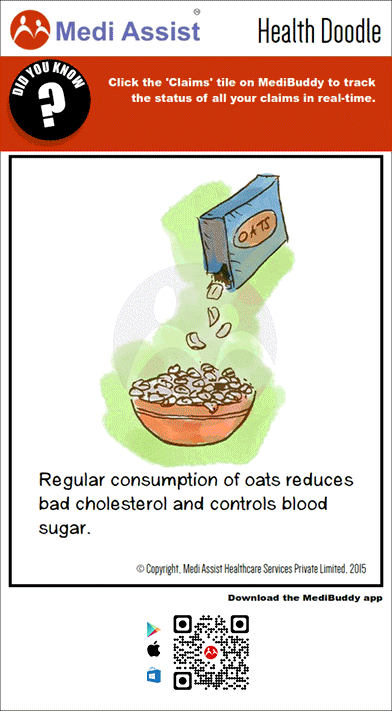 Medi Assist®
Health Doodle
DID YOU KNOW
?
Click the 'Claims' tile on MediBuddy to track
the status of all your claims in real-time.
OATS
Regular consumption of oats reduces
bad cholesterol and controls blood
sugar.
© Copyright, Medi Assist Healthcare Services Private Limited, 2015
Download the MediBuddy app